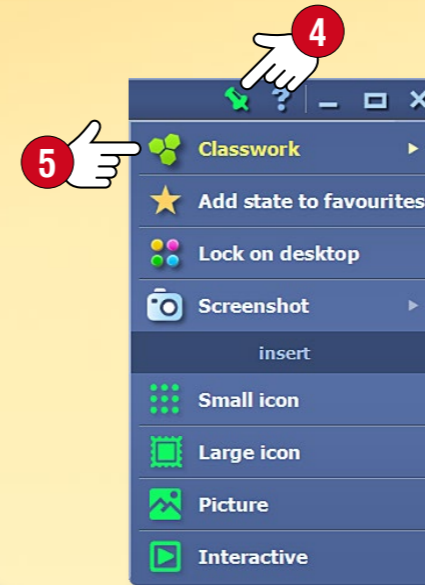 4
?
5
Classwork
Add state to favourites
Lock on desktop
Screenshot
insert
Small icon
Large icon
Picture
Interactive